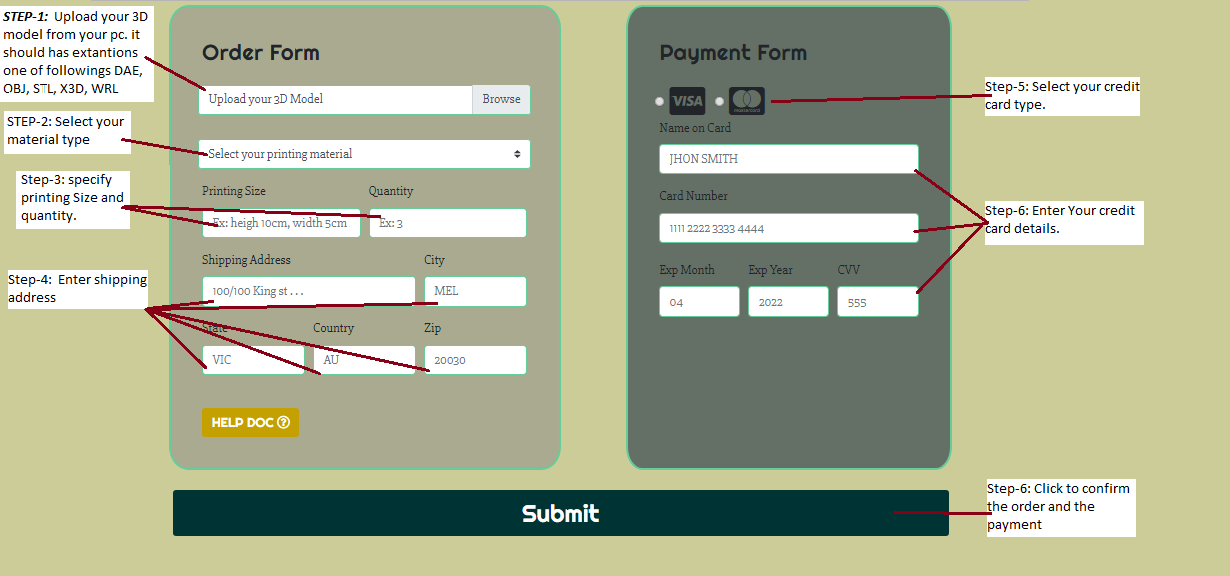 STEP-1: Upload your 3D
model from your pc. it
should has extantions
one of followings DAE,
OBJ, STL, X3D, WRL
STEP-2: Select your
material type
Step-3: specify
printing Size and
quantity.
Step-4: Enter shipping
address
Order Form
Upload your 3D Model Browse
Select your printing material
Printing Size Quantity
Ex: heigh 10cm, width 5cm Ex: 3
Shipping Address City
100/100 King st . . . MEL
State Country Zip
VIC AU 20030
HELP DOC ?
Payment Form
VISA mastercard
Name on Card
JHON SMITH
Card Number
1111 2222 3333 4444
Exp Month Exp Year CVV
04 2022 555
Step-5: Select your credit
card type.
Step-6: Enter Your credit
card details.
Submit
Step-6: Click to confirm
the order and the
payment